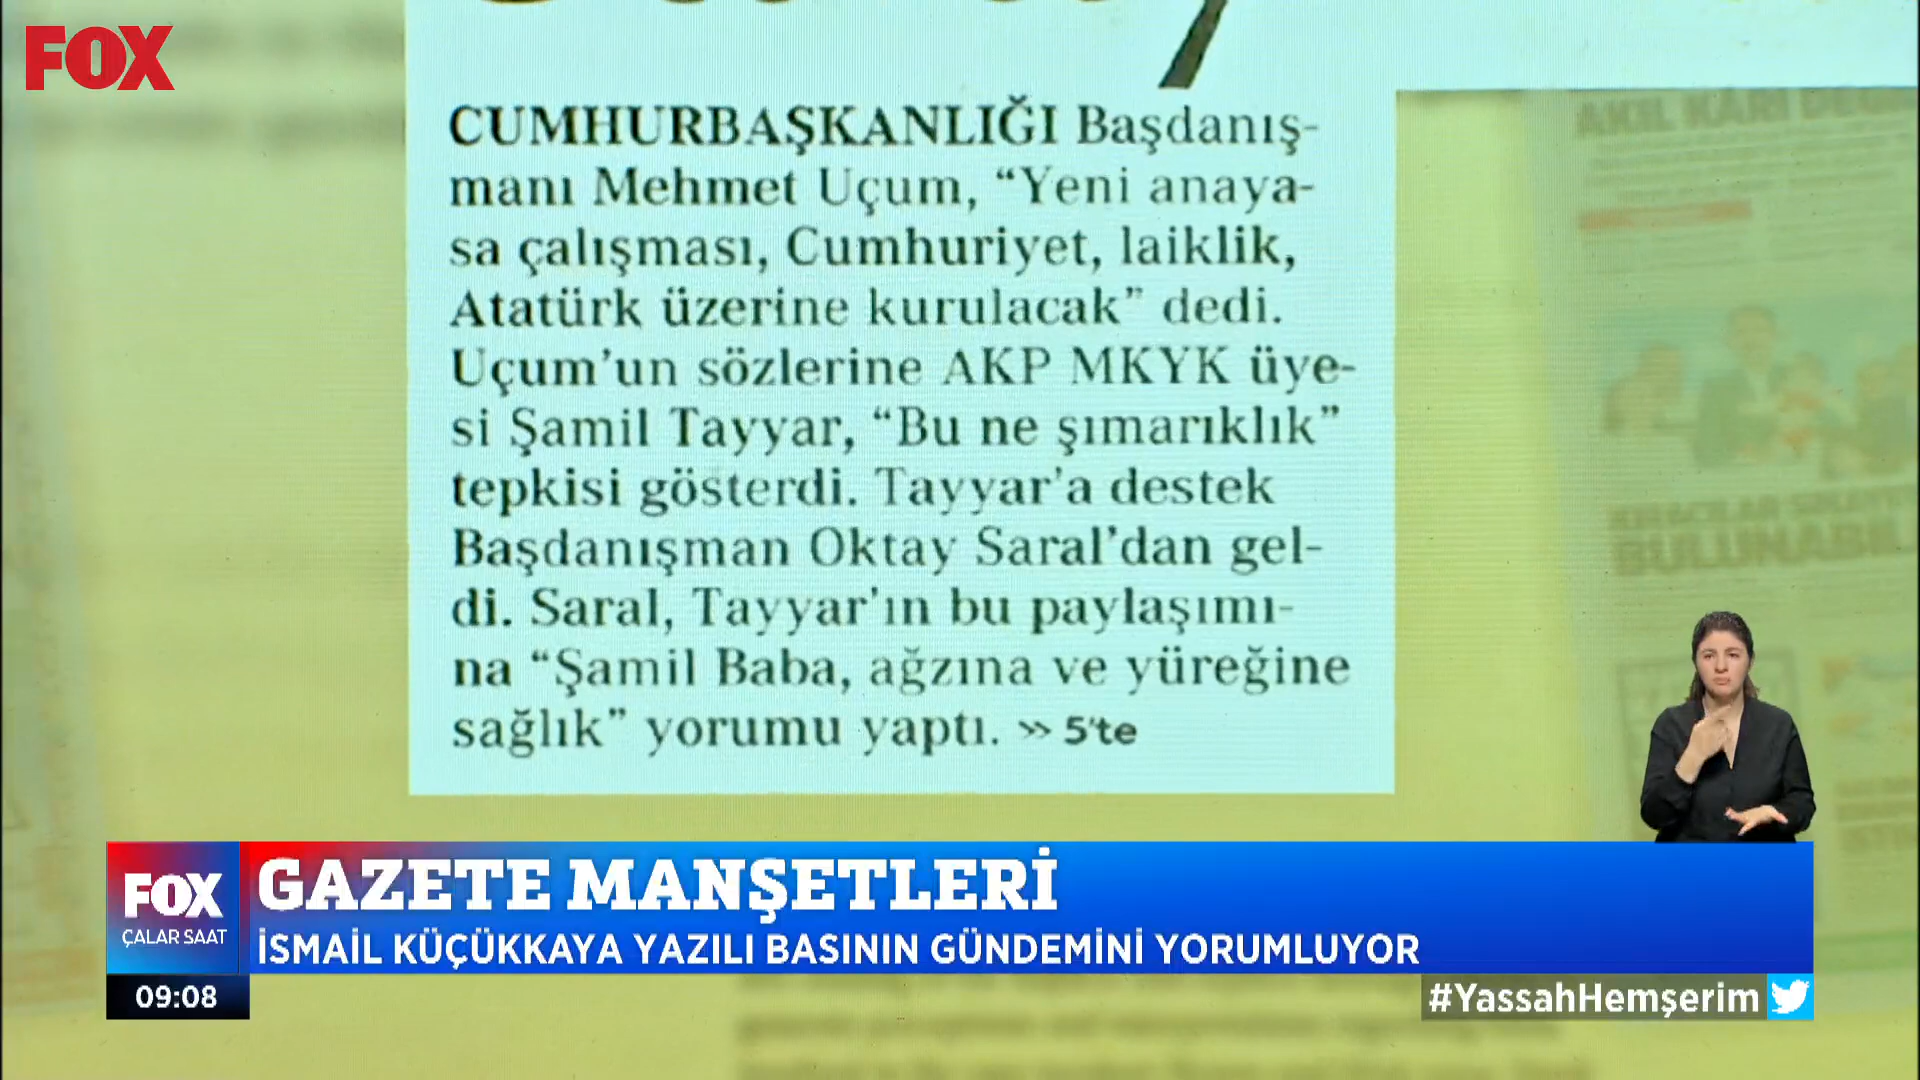 FOX
CUMHURBAŞKANLIĞI Başdanış-
manı Mehmet Uçum, “Yeni anaya-
sa çalışması, Cumhuriyet, laiklik,
Atatürk üzerine kurulacak” dedi.
Uçum’un sözlerine AKP MKYK üye-
si Şamil Tayyar, “Bu ne şımarıklık”
tepkisi gösterdi. Tayyar’a destek
Başdanışman Oktay Saral’dan gel-
di. Saral, Tayyar’ın bu paylaşımı-
na “Şamil Baba, ağzına ve yüreğine
sağlık” yorumu yaptı. >> 5’te
AKIL KÂRI DEĞİ
BULUNABİL
FOX
ÇALAR SAAT
GAZETE MANŞETLERİ
İSMAİL KÜÇÜKKAYA YAZILI BASININ GÜNDEMİNİ YORUMLUYOR
09:08
#YassahHemşerim